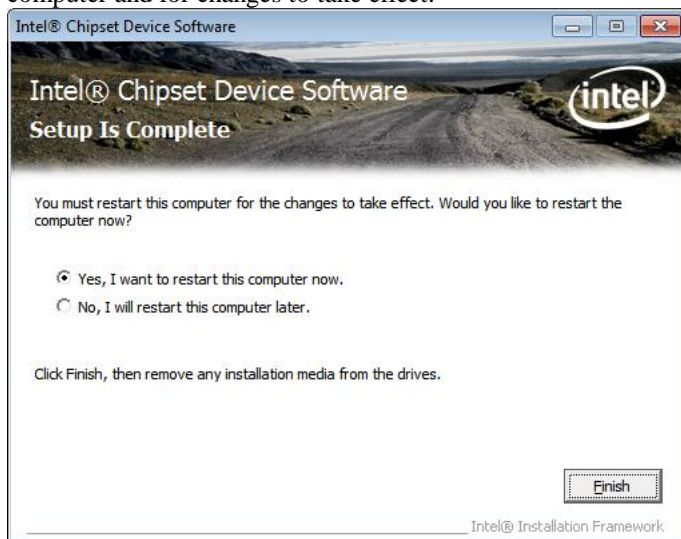 computer and for changes to take effect.
Intel® Chipset Device Software
Intel® Chipset Device Software
intel
Setup Is Complete
You must restart this computer for the changes to take effect. Would you like to restart the
computer now?
Yes, I want to restart this computer now.
No, I will restart this computer later.
Click Finish, then remove any installation media from the drives.
Finish
Intel® Installation Framework